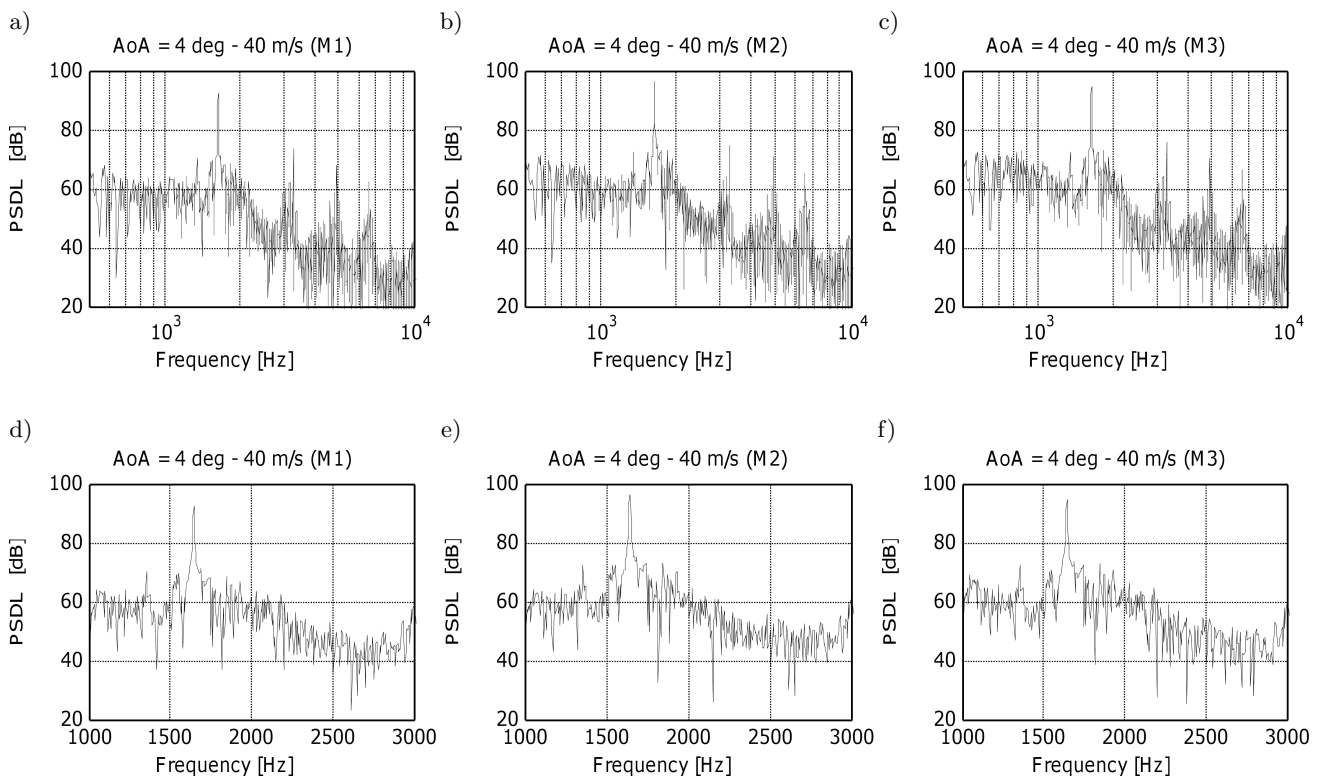 a)
AoA = 4 deg - 40 m/s (M1)
100
80
60
40
20
PSDL [dB]
10^3
10^4
Frequency [Hz]
b)
AoA = 4 deg - 40 m/s (M2)
100
80
60
40
20
PSDL [dB]
10^3
10^4
Frequency [Hz]
c)
AoA = 4 deg - 40 m/s (M3)
100
80
60
40
20
PSDL [dB]
10^3
10^4
Frequency [Hz]
d)
AoA = 4 deg - 40 m/s (M1)
100
80
60
40
20
PSDL [dB]
1000 1500 2000 2500 3000
Frequency [Hz]
e)
AoA = 4 deg - 40 m/s (M2)
100
80
60
40
20
PSDL [dB]
1000 1500 2000 2500 3000
Frequency [Hz]
f)
AoA = 4 deg - 40 m/s (M3)
100
80
60
40
20
PSDL [dB]
1000 1500 2000 2500 3000
Frequency [Hz]